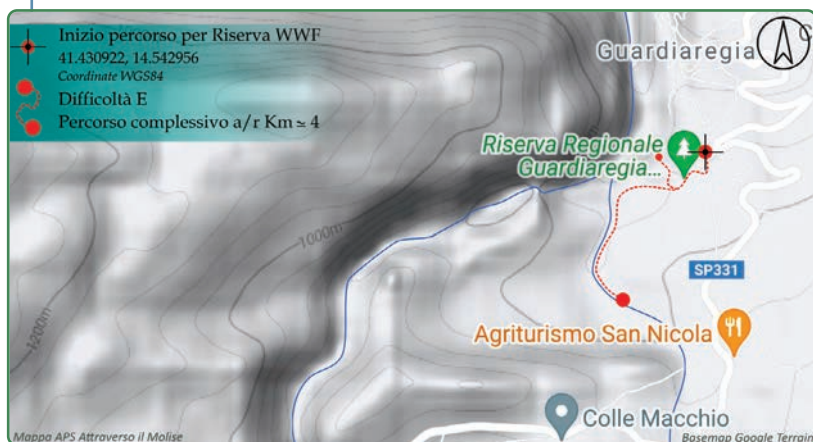 Inizio percorso per Riserva WWF
41.430922, 14.542956
Coordinate WGS84
Difficoltà E
Percorso complessivo a/r Km ≃ 4
Guardiaregia
C
Riserva Regionale
Guardiaregia...
1000m
SP331
1200m
Agriturismo San Nicola
Colle Macchio
Mappa APS Attraverso il Molise
Basemap Google Terrain